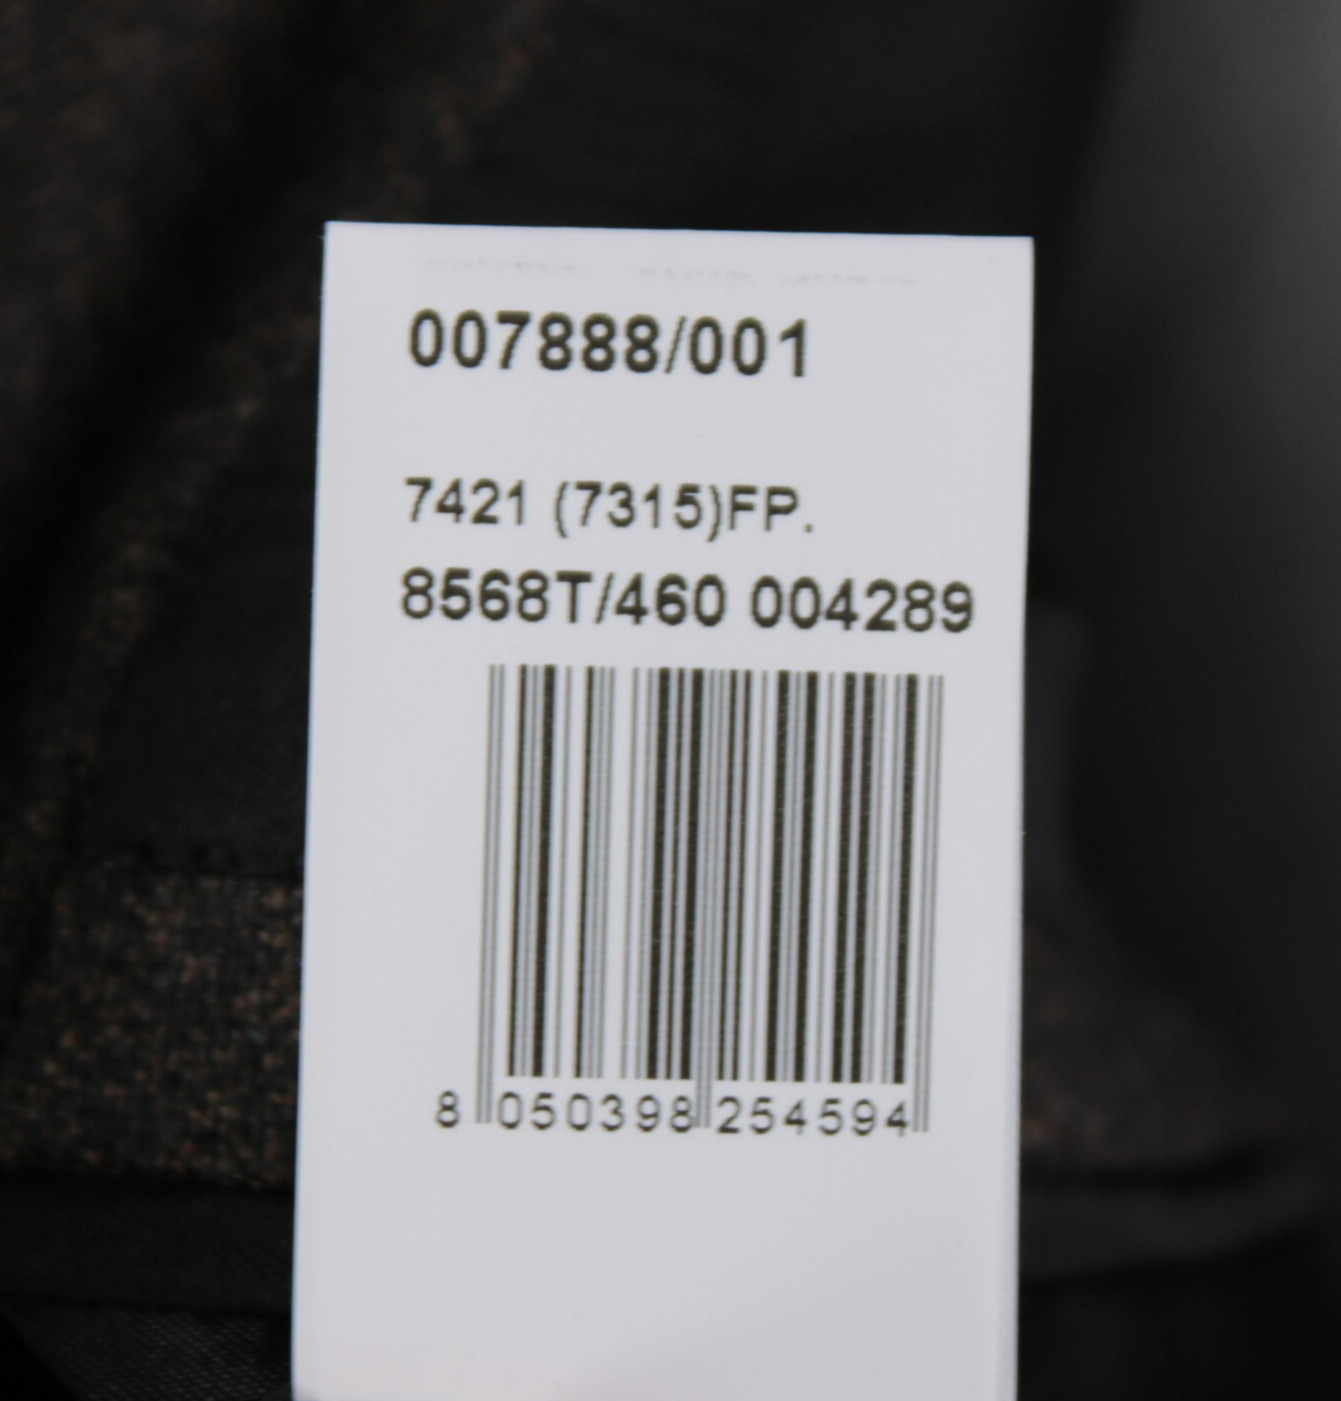 007888/001
7421 (7315)FP.
8568T/460 004289
8 050398 254594